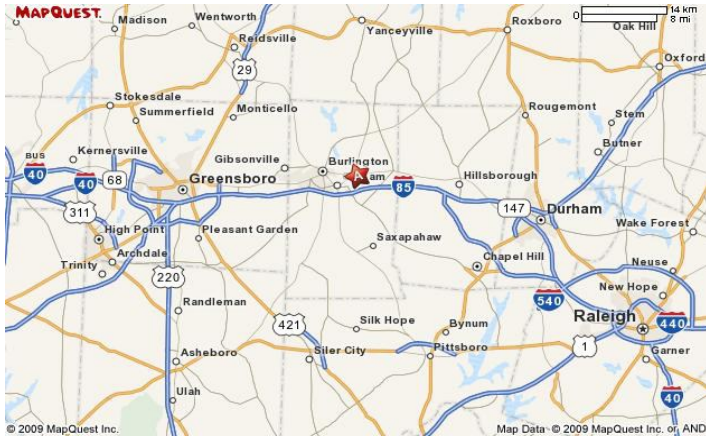 MAPQUEST
14 km
0
8 mi
Madison
Wentworth
Yanceyville
Roxboro
Oak Hill
Reidsville
29
Oxford
Stokesdale
Summerfield
Monticello
Rougemont
Stem
Butner
BUS
40
Kernersville
40
68
Gibsonville
Burlington
A
Greensboro
85
Hillsborough
147
Durham
311
High Point
Pleasant Garden
Saxapahaw
Wake Forest
Archdale
Trinity
220
Chapel Hill
Neuse
Randleman
540
New Hope
421
Silk Hope
Bynum
Raleigh
440
Asheboro
Siler City
Pittsboro
1
Garner
Ulah
40
© 2009 MapQuest Inc.
Map Data © 2009 MapQuest Inc. or AND